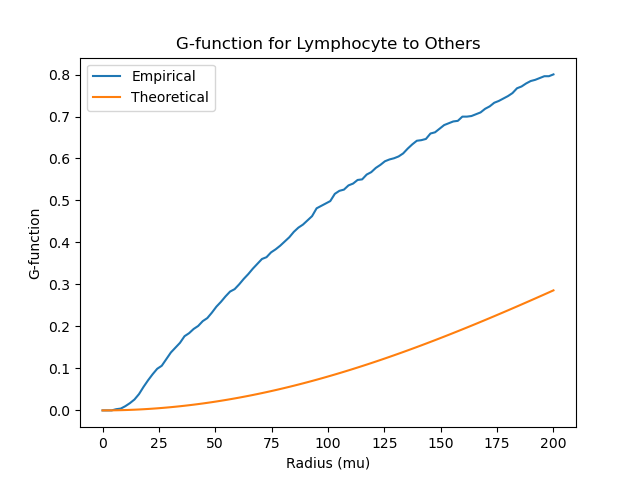 G-function for Lymphocyte to Others
Empirical
Theoretical
0.8
0.7
0.6
0.5
0.4
0.3
0.2
0.1
0.0
G-function
0 25 50 75 100 125 150 175 200
Radius (mu)